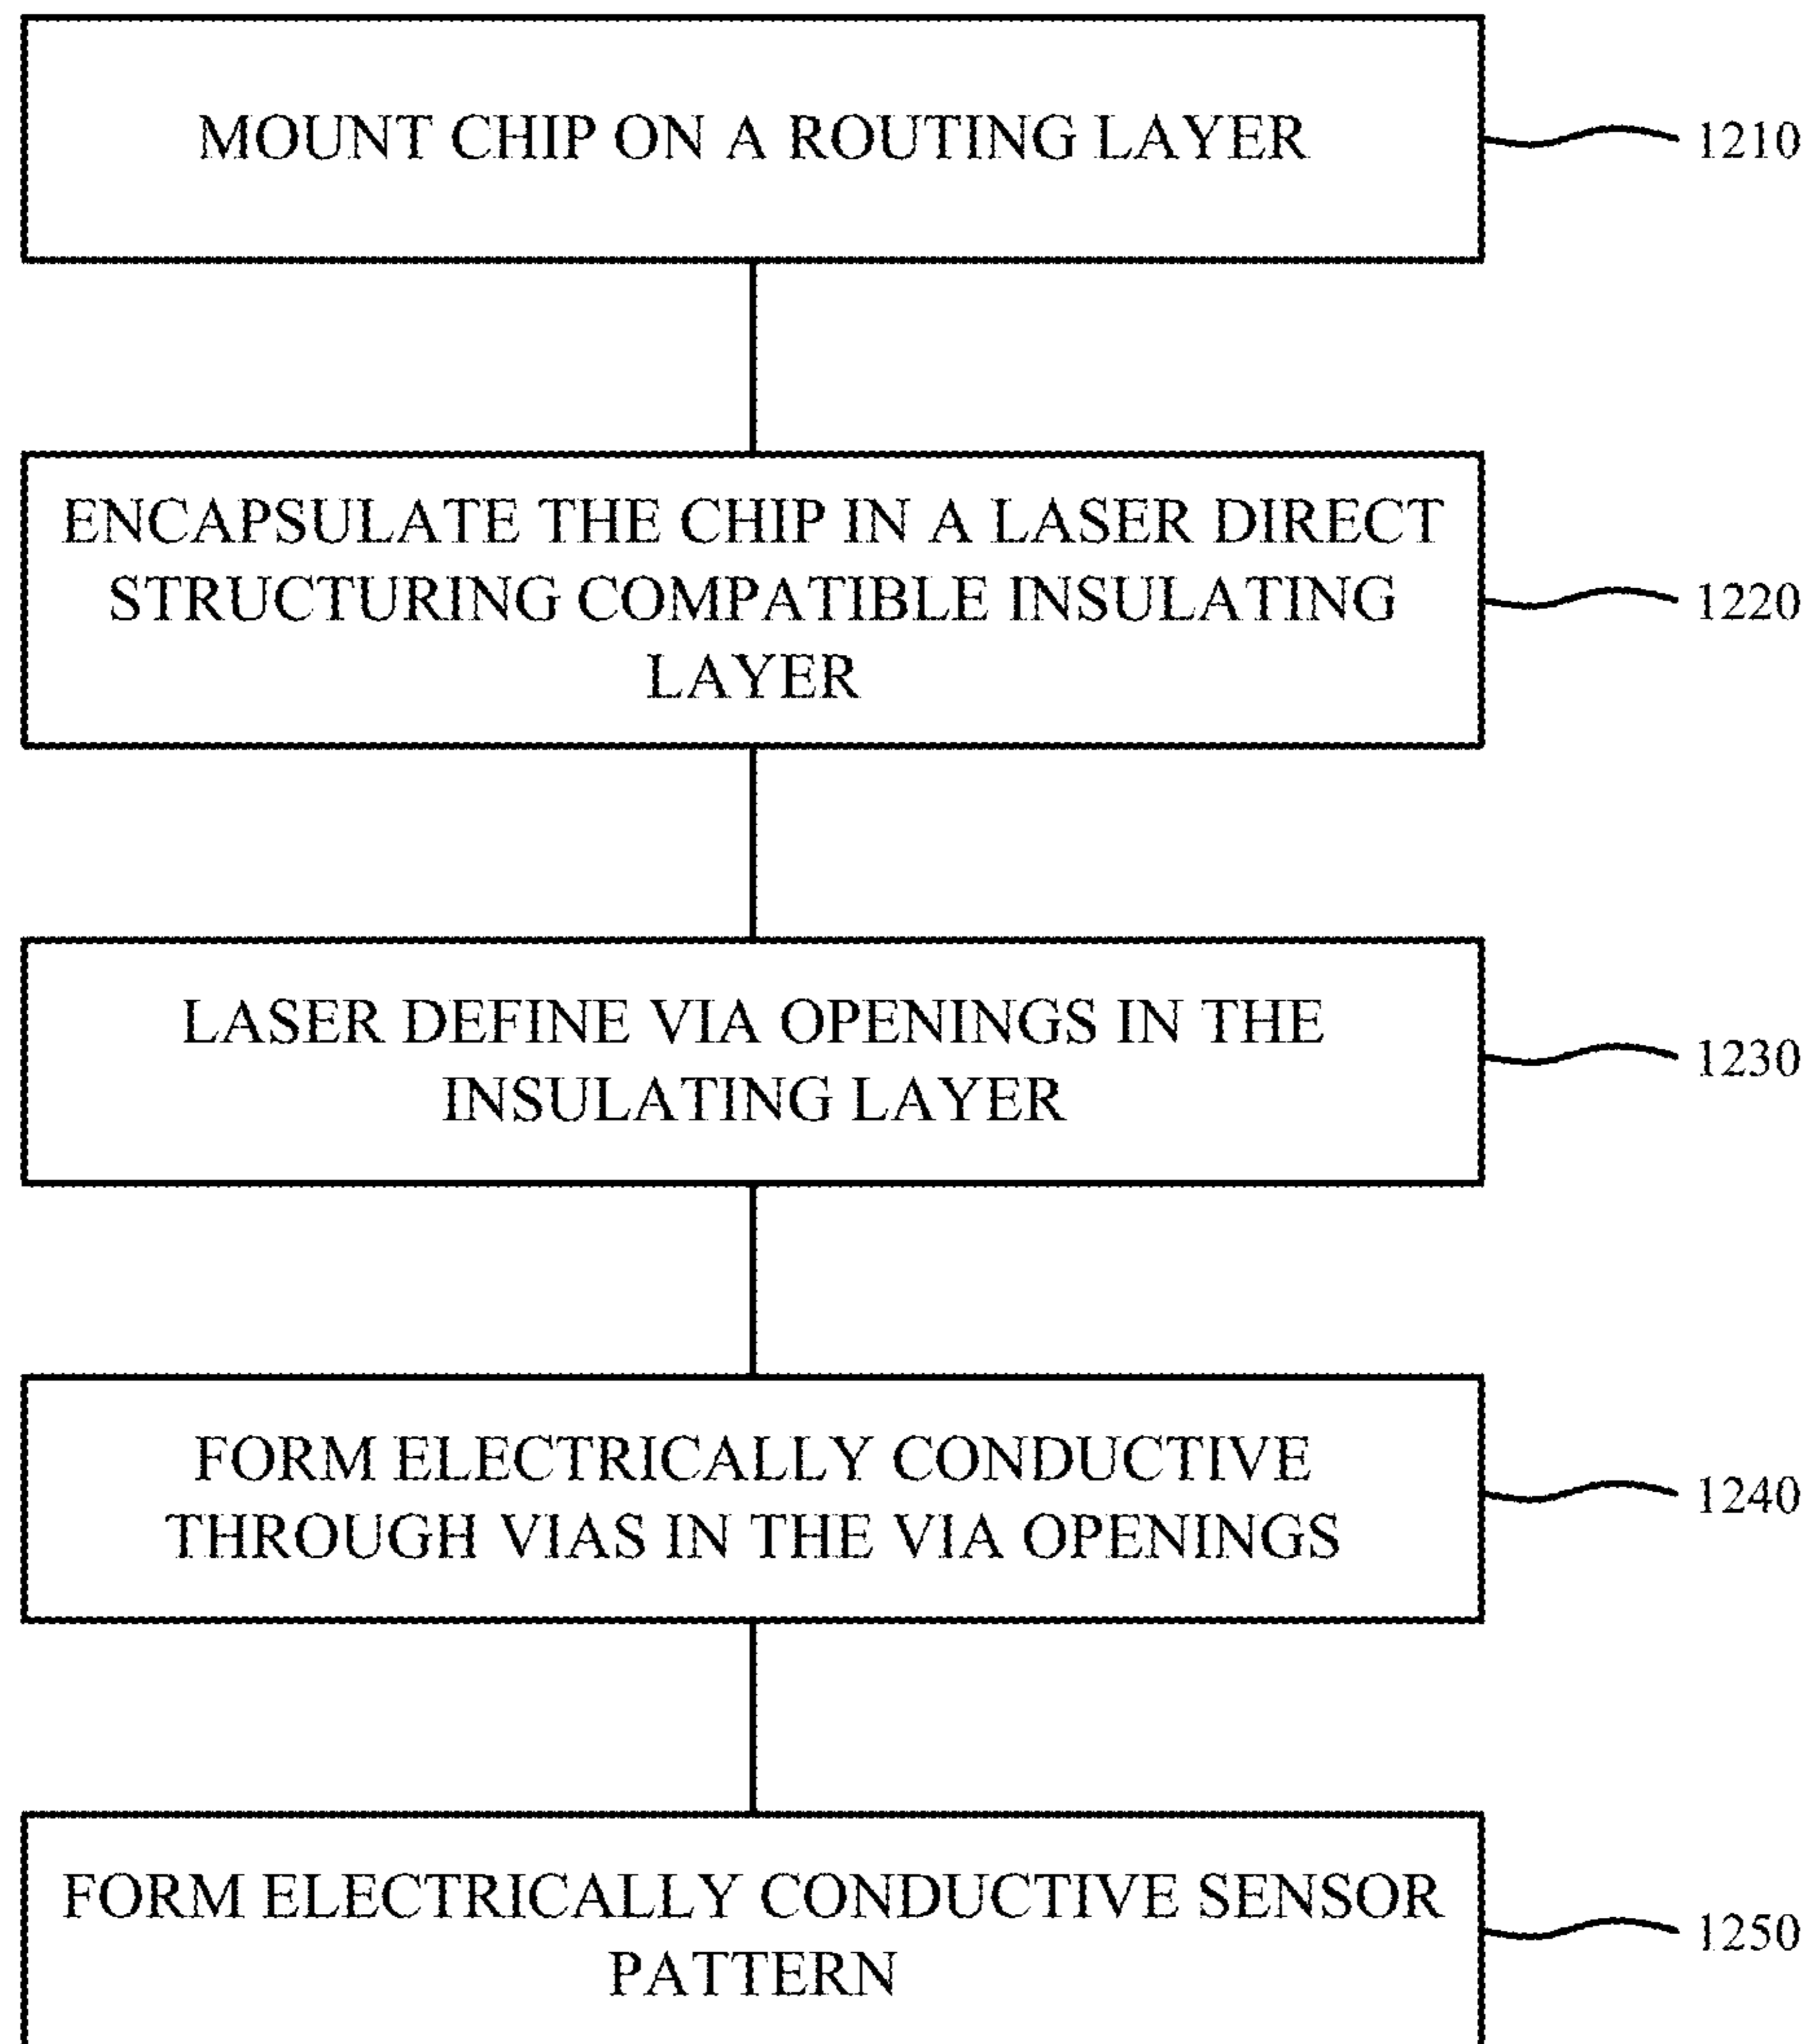 MOUNT CHIP ON A ROUTING LAYER
1210
ENCAPSULATE THE CHIP IN A LASER DIRECT
STRUCTURING COMPATIBLE INSULATING
LAYER
1220
LASER DEFINE VIA OPENINGS IN THE
INSULATING LAYER
1230
FORM ELECTRICALLY CONDUCTIVE
THROUGH VIAS IN THE VIA OPENINGS
1240
FORM ELECTRICALLY CONDUCTIVE SENSOR
PATTERN
1250